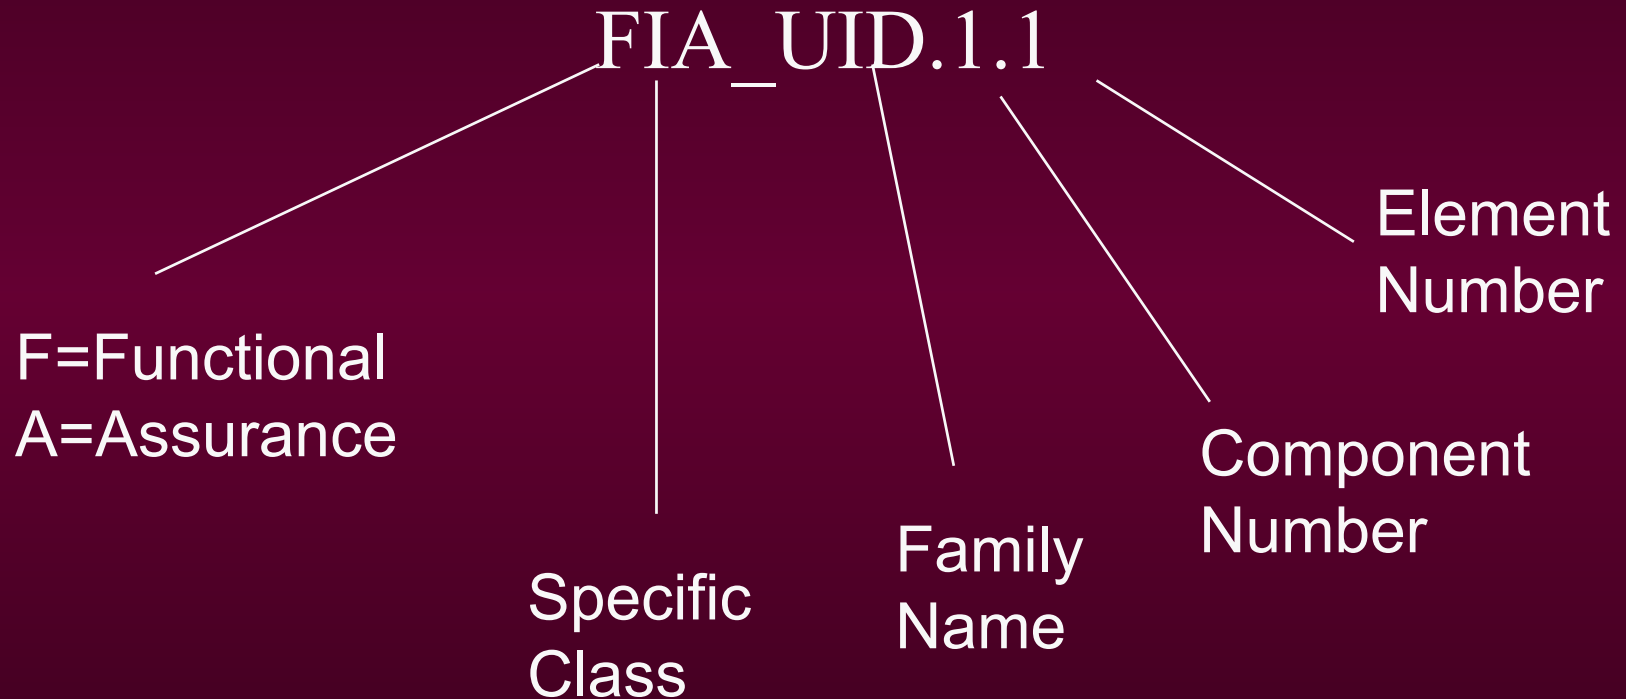 FIA_UID.1.1
Element
Number
F=Functional
A=Assurance
Component
Number
Family
Name
Specific
Class